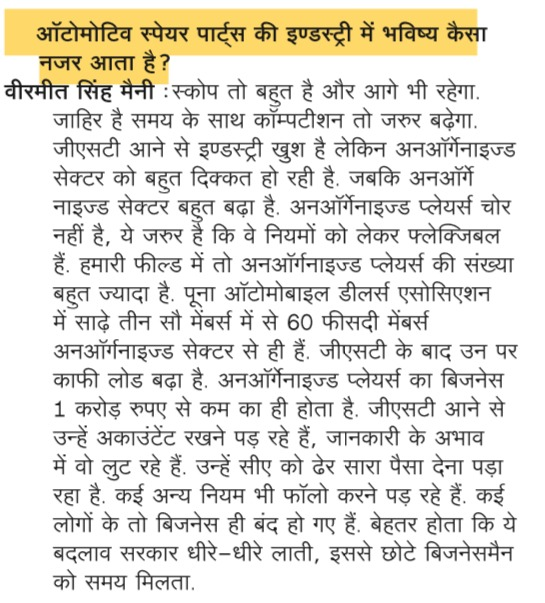 ऑटोमोटिव स्पेयर पार्ट्स की इण्डस्ट्री में भविष्य कैसा
नजर आता है?
वीरमीत सिंह मैनी : स्कोप तो बहुत है और आगे भी रहेगा.
जाहिर है समय के साथ कॉम्पटीशन तो जरुर बढ़ेगा.
जीएसटी आने से इण्डस्ट्री खुश है लेकिन अनऑर्गेनाइज्ड
सेक्टर को बहुत दिक्कत हो रही है. जबकि अनऑर्गे
नाइज्ड सेक्टर बहुत बढ़ा है. अनऑर्गेनाइज्ड प्लेयर्स चोर
नहीं है, ये जरुर है कि वे नियमों को लेकर फ्लेक्जिबल
हैं. हमारी फील्ड में तो अनऑर्गनाइज्ड प्लेयर्स की संख्या
बहुत ज्यादा है. पूना ऑटोमोबाइल डीलर्स एसोसिएशन
में साढ़े तीन सौ मेंबर्स में से 60 फीसदी मेंबर्स
अनऑर्गनाइज्ड सेक्टर से ही हैं. जीएसटी के बाद उन पर
काफी लोड बढ़ा है. अनऑर्गेनाइज्ड प्लेयर्स का बिजनेस
1 करोड़ रुपए से कम का ही होता है. जीएसटी आने से
उन्हें अकाउंटेंट रखने पड़ रहे हैं, जानकारी के अभाव
में वो लुट रहे हैं. उन्हें सीए को ढेर सारा पैसा देना पड़ा
रहा है. कई अन्य नियम भी फॉलो करने पड़ रहे हैं. कई
लोगों के तो बिजनेस ही बंद हो गए हैं. बेहतर होता कि ये
बदलाव सरकार धीरे-धीरे लाती, इससे छोटे बिजनेसमैन
को समय मिलता.